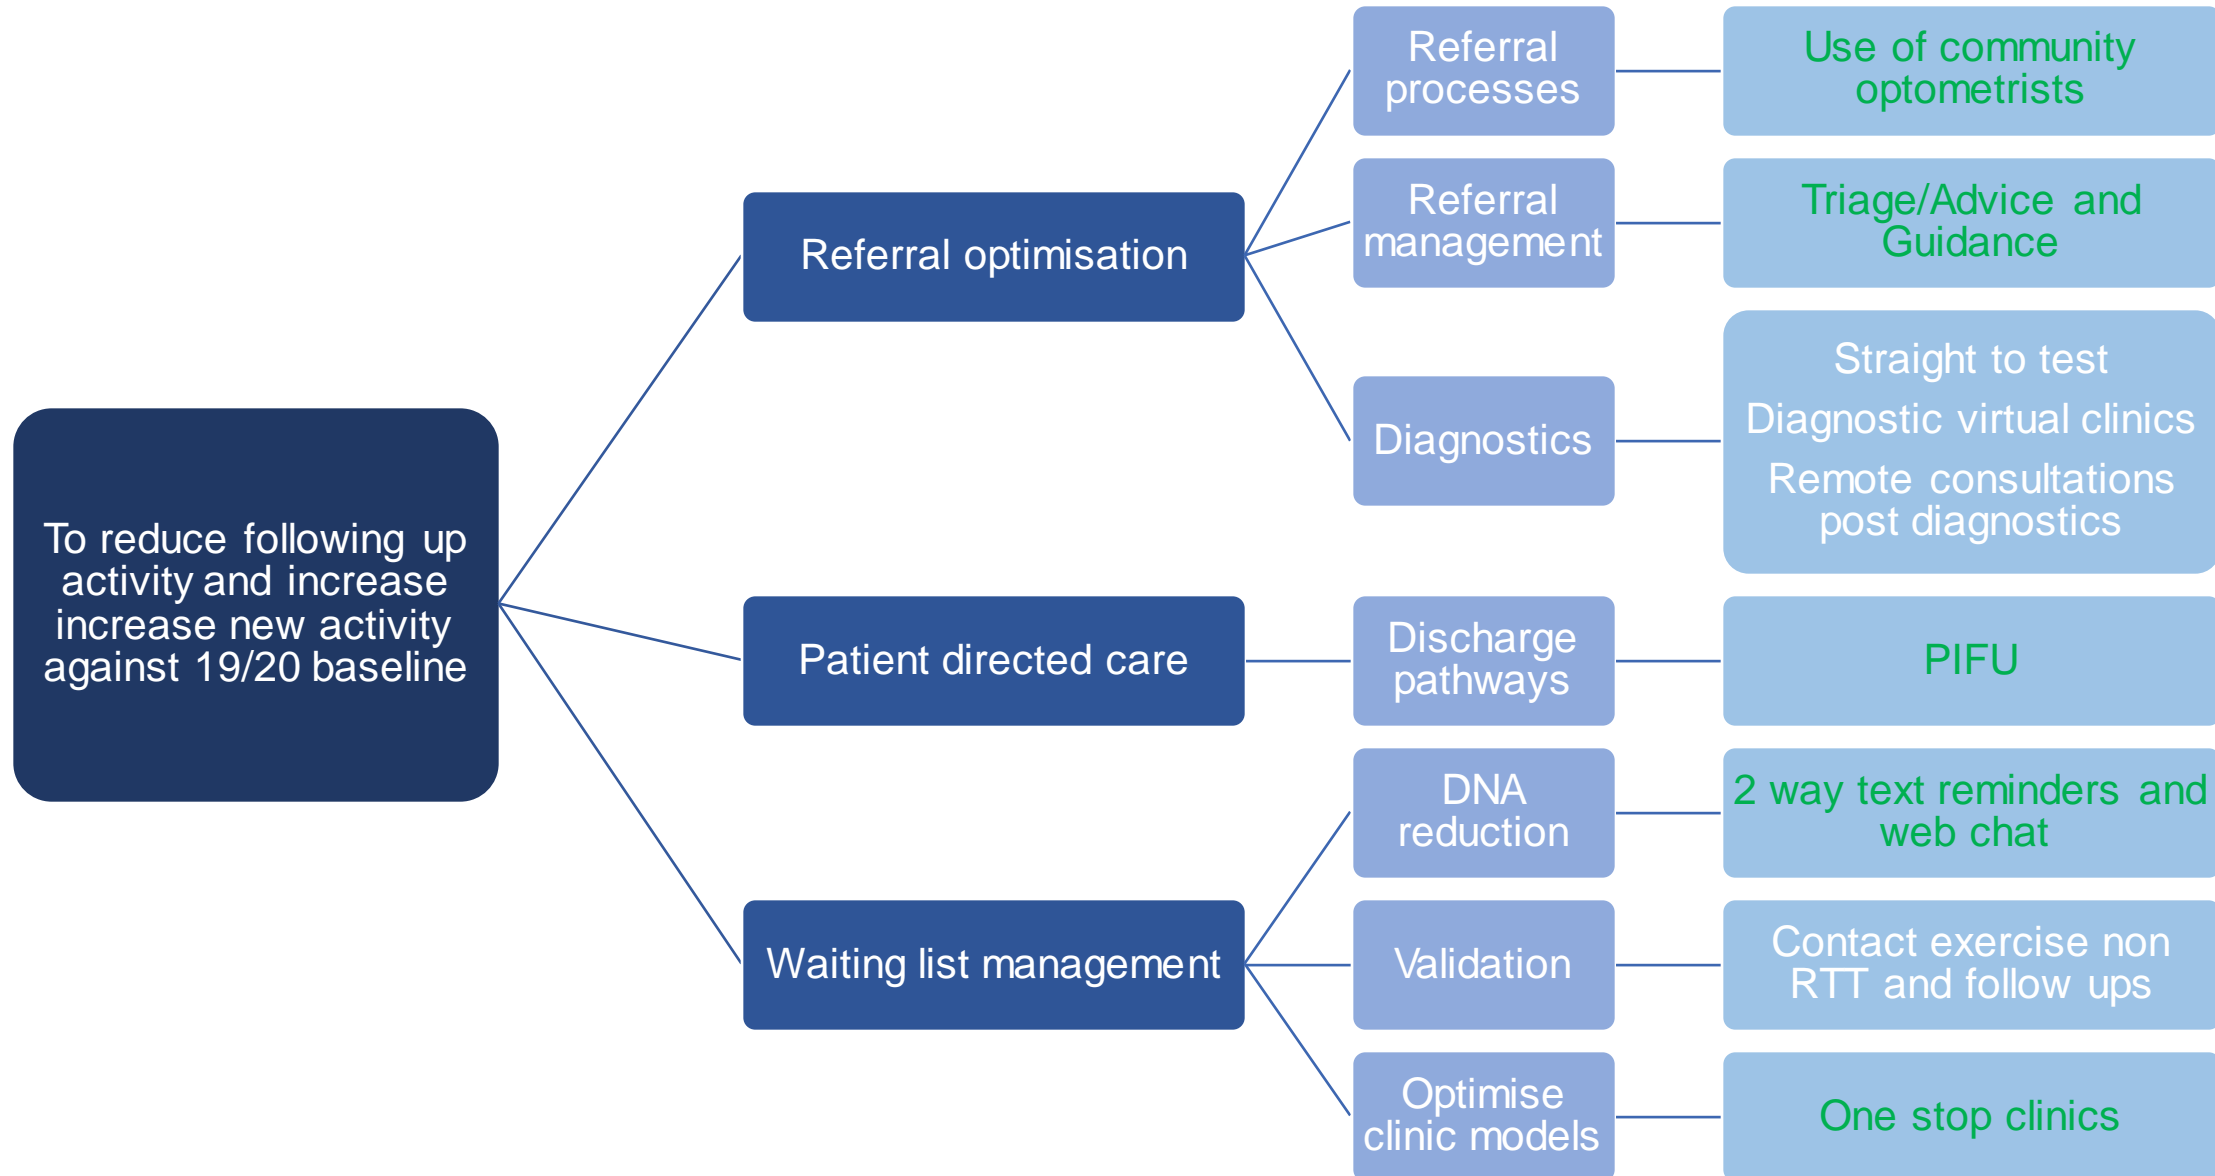 To reduce following up
activity and increase
increase new activity
against 19/20 baseline
Referral optimisation
Referral
processes
Use of community
optometrists
Referral
management
Triage/Advice and
Guidance
Diagnostics
Straight to test
Diagnostic virtual clinics
Remote consultations
post diagnostics
Patient directed care
Discharge
pathways
PIFU
Waiting list management
DNA
reduction
2 way text reminders and
web chat
Validation
Contact exercise non
RTT and follow ups
Optimise
clinic models
One stop clinics